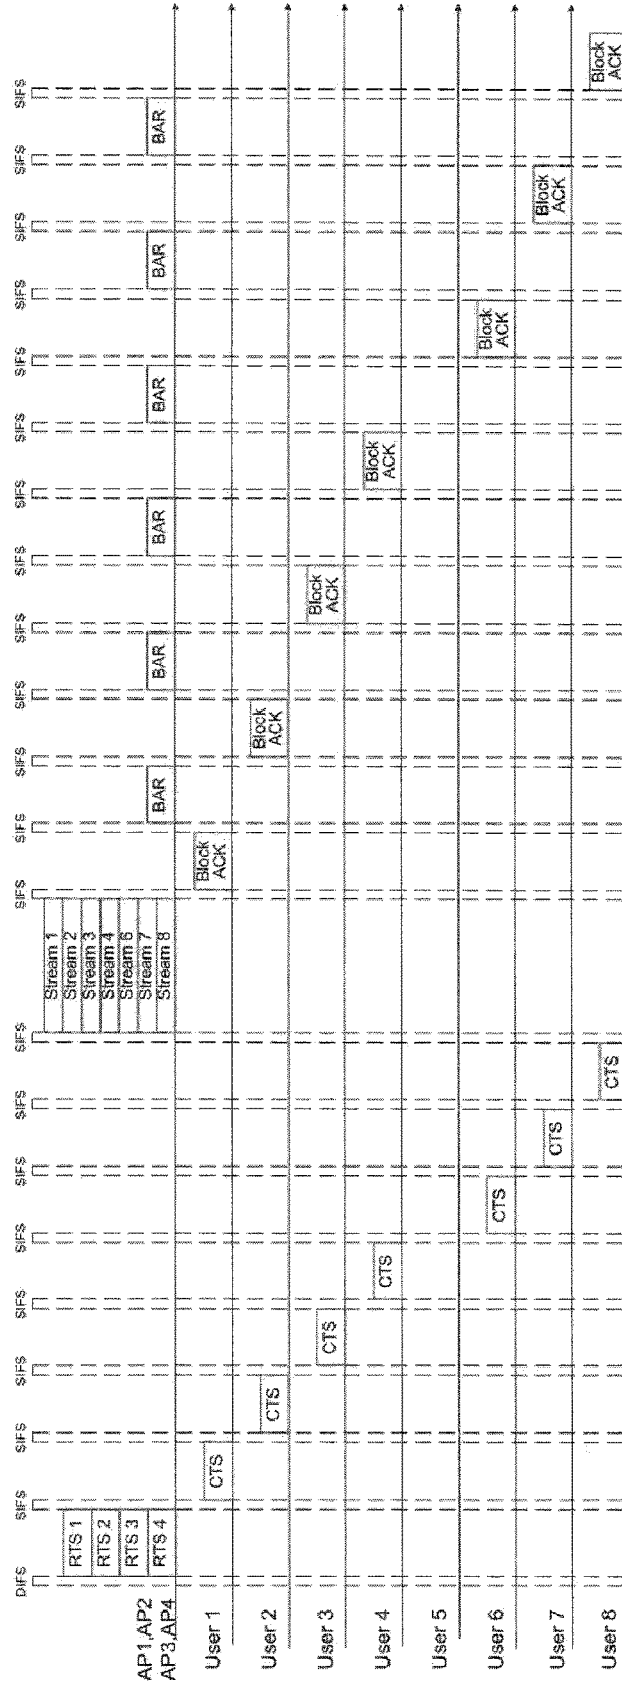 DIFS SIFS SIFS SIFS SIFS SIFS SIFS SIFS SIFS SIFS SIFS SIFS SIFS SIFS SIFS SIFS SIFS SIFS SIFS SIFS SIFS SIFS
AP1,AP2
AP3,AP4
RTS 1
RTS 2
RTS 3
RTS 4
Stream 1
Stream 2
Stream 3
Stream 4
Stream 6
Stream 7
Stream 8
BAR BAR BAR BAR BAR BAR
User 1 CTS Block
ACK
User 2 CTS Block
ACK
User 3 CTS Block
ACK
User 4 CTS Block
ACK
User 5
User 6 CTS Block
ACK
User 7 CTS Block
ACK
User 8 CTS Block
ACK